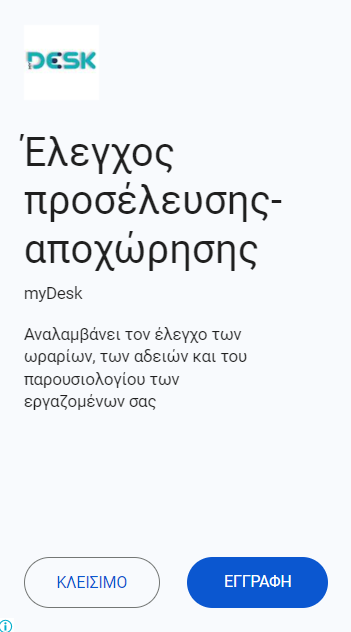 DESK
Έλεγχος
προσέλευσης-
αποχώρησης
myDesk
Αναλαμβάνει τον έλεγχο των
ωραρίων, των αδειών και του
παρουσιολογίου των
εργαζομένων σας
ΚΛΕΙΣΙΜΟ ΕΓΓΡΑΦΗ